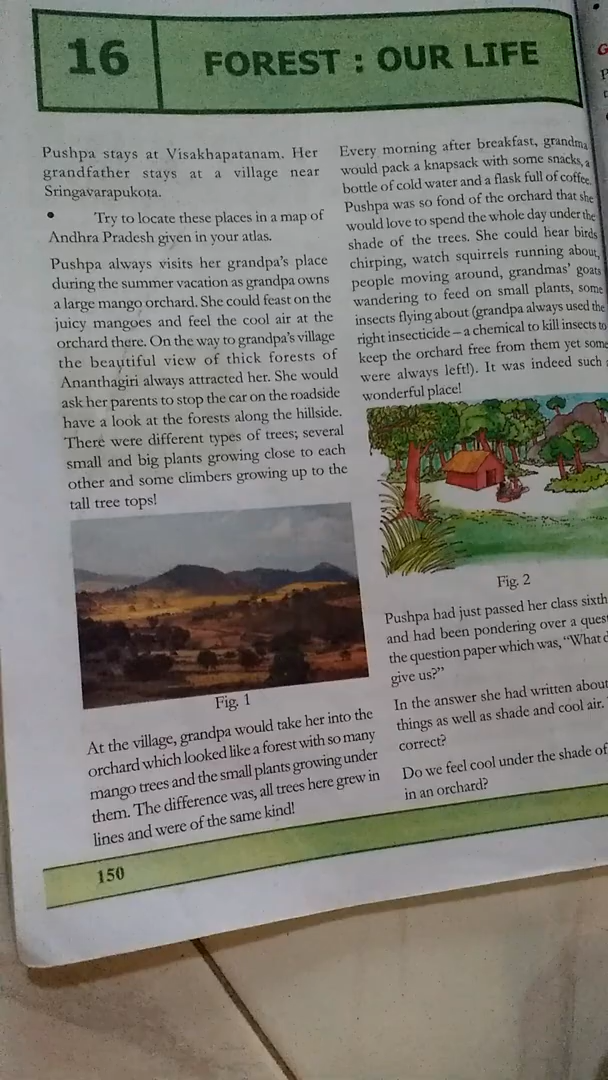 16
FOREST : OUR LIFE
Pushpa stays at Visakhapatanam. Her
grandfather stays at a village near
Sringavarapukota.
• Try to locate these places in a map of
Andhra Pradesh given in your atlas.
Pushpa always visits her grandpa's place
during the summer vacation as grandpa owns
a large mango orchard. She could feast on the
juicy mangoes and feel the cool air at the
orchard there. On the way to grandpa's village
the beautiful view of thick forests of
Ananthagiri always attracted her. She would
ask her parents to stop the car on the roadside
have a look at the forests along the hillside.
There were different types of trees; several
small and big plants growing close to each
other and some climbers growing up to the
tall tree tops!
Fig. 1
At the village, grandpa would take her into the
orchard which looked like a forest with so many
mango trees and the small plants growing under
them. The difference was, all trees here grew in
lines and were of the same kind!
Every morning after breakfast, grandma
would pack a knapsack with some snacks, a
bottle of cold water and a flask full of coffee.
Pushpa was so fond of the orchard that she
would love to spend the whole day under the
shade of the trees. She could hear birds
chirping, watch squirrels running about,
people moving around, grandmas' goats
wandering to feed on small plants, some
insects flying about (grandpa always used the
right insecticide – a chemical to kill insects to
keep the orchard free from them yet some
were always left!). It was indeed such a
wonderful place!
Fig. 2
Pushpa had just passed her class sixth
and had been pondering over a
the question paper which was, "What
give us?"
In the answer she had written about
things as well as shade and cool air.
correct?
Do we feel cool under the shade of
in an orchard?
150